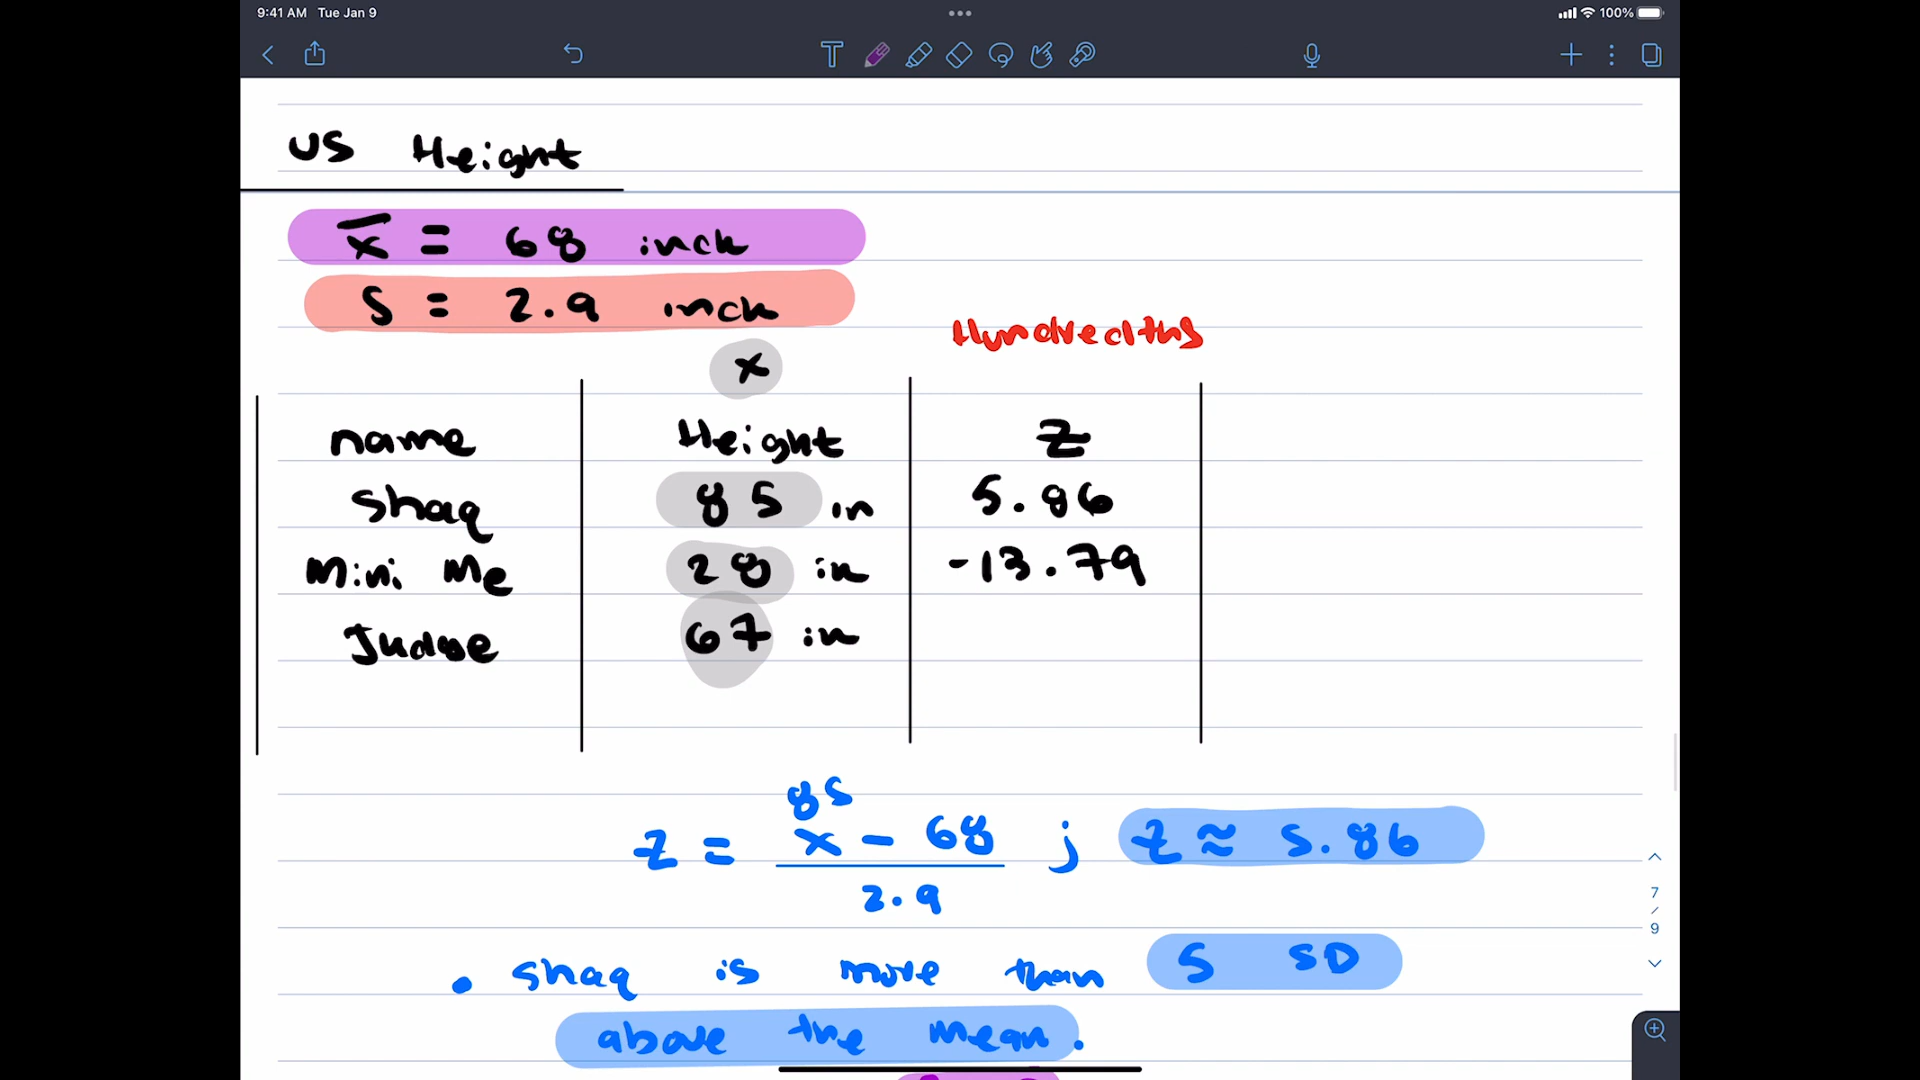 9:41 AM Tue Jan 9
100%
US Height
x̄ = 68 inch
S = 2.9 inch
Hundredths
x
name Height Z
Shaq 85 in 5.86
Mini Me 28 in -13.79
Judge 67 in
85
z = x - 68 ; z ≈ 5.86
2.9
7
/
9
• Shaq is more than 5 SD
above the mean.